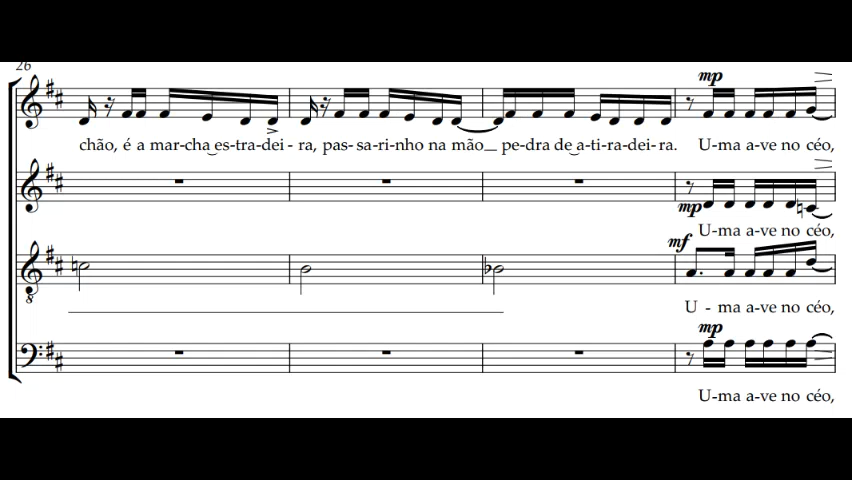 26
mp
chão, é a mar-cha es-tra-dei-ra, pas-sa-ri-nho na mão pe-dra de a-ti-ra-dei-ra. U-ma a-ve no céo,
mp
U-ma a-ve no céo,
mf
8
U - ma a-ve no céo,
mp
U-ma a-ve no céo,